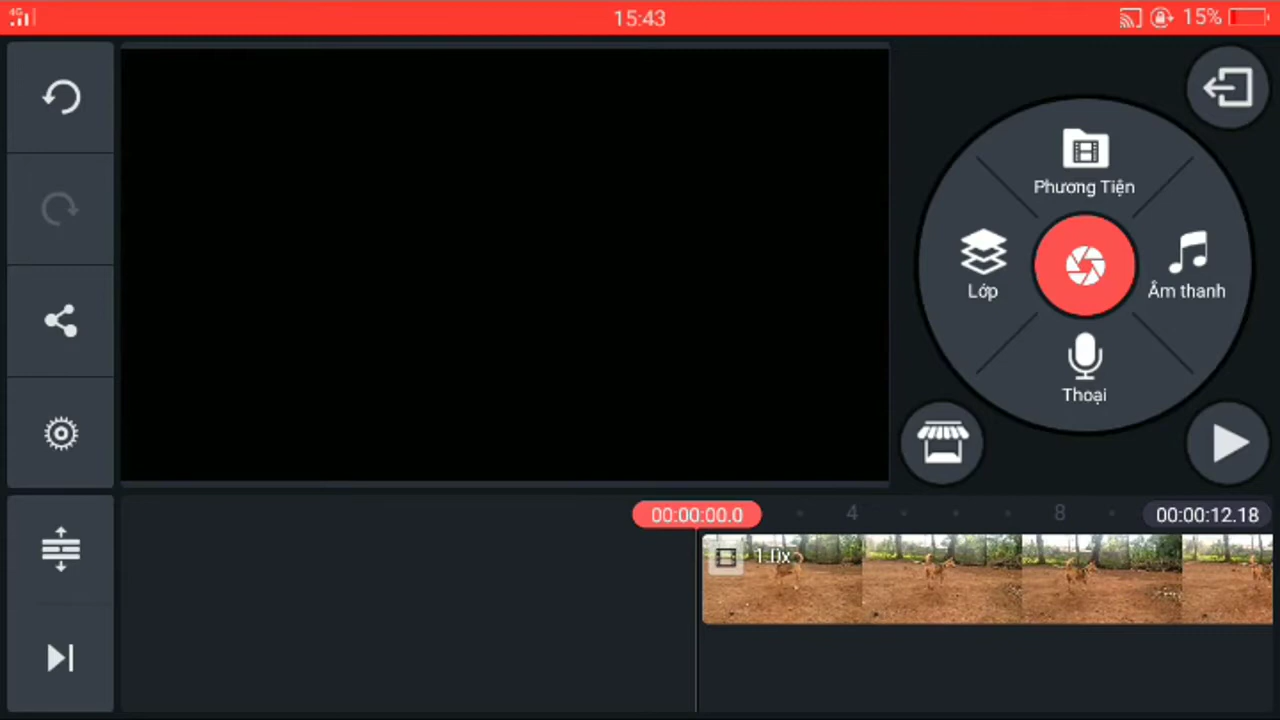 4G
15:43
15%
Phương Tiện
Lớp
Âm thanh
Thoại
00:00:00.0
4
8
00:00:12.18
1.0x